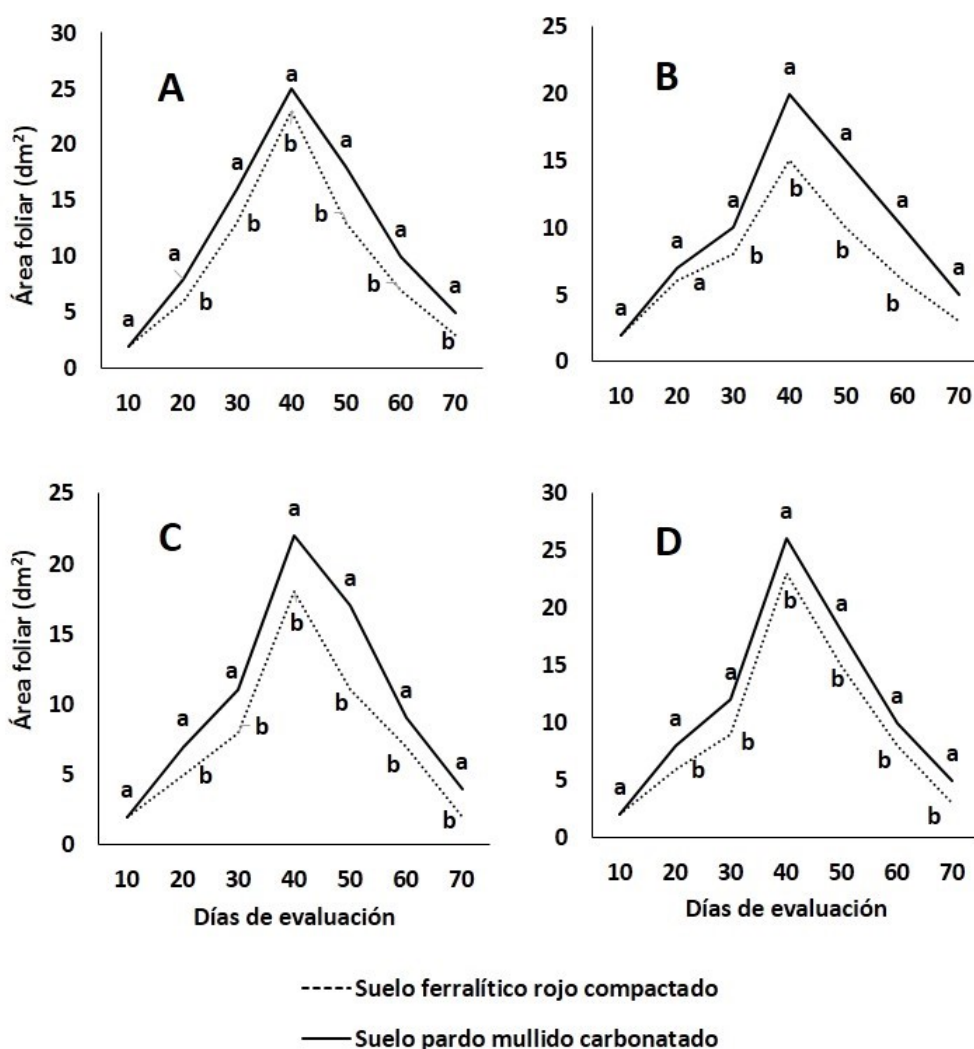 A
Área foliar (dm²)
30
25
20
15
10
5
0
a
a
a
a
a
a
a
b
b
b
b
b
b
10 20 30 40 50 60 70
B
25
20
15
10
5
0
a
a
a
a
a
a
a
a
b
b
b
b
10 20 30 40 50 60 70
C
Área foliar (dm²)
25
20
15
10
5
0
a
a
a
a
a
a
a
b
b
b
b
b
b
10 20 30 40 50 60 70
Días de evaluación
D
30
25
20
15
10
5
0
a
a
a
a
a
a
a
b
b
b
b
b
b
10 20 30 40 50 60 70
Días de evaluación
Suelo ferralítico rojo compactado
Suelo pardo mullido carbonatado